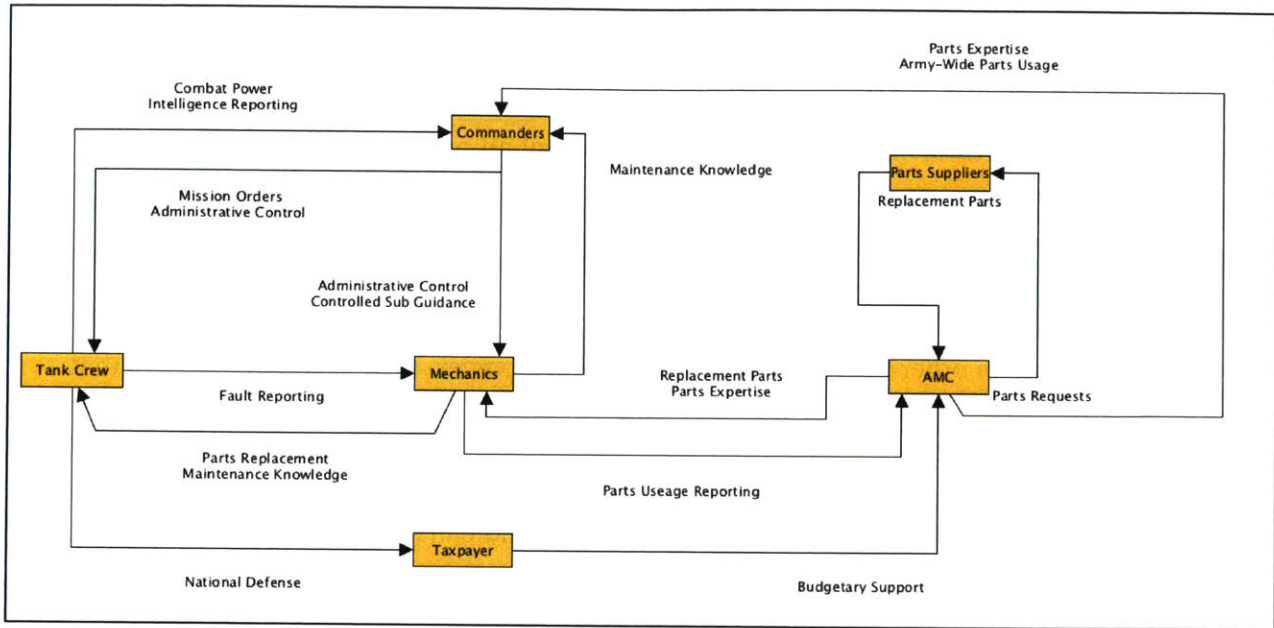 Parts Expertise
Army-Wide Parts Usage
Combat Power
Intelligence Reporting
Commanders
Maintenance Knowledge
Parts Suppliers
Replacement Parts
Mission Orders
Administrative Control
Administrative Control
Controlled Sub Guidance
Tank Crew
Fault Reporting
Mechanics
Replacement Parts
Parts Expertise
AMC
Parts Requests
Parts Replacement
Maintenance Knowledge
Parts Useage Reporting
Taxpayer
National Defense
Budgetary Support